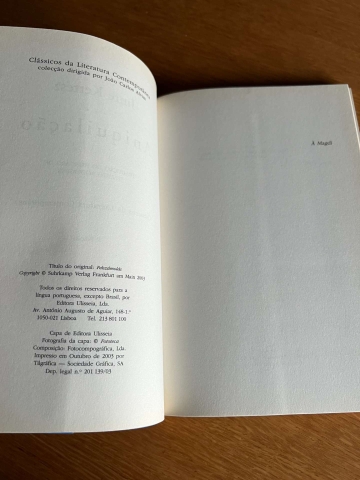 Clássicos da Literatura Contemporânea
colecção dirigida por João Carlos Alvim
Título do original:
Copyright © Suhrkamp Verlag Frankfurt am Main 2003
Todos os direitos reservados para a
língua portuguesa, excepto Brasil, por
Editora Ulisseia, Lda.
Av. António Augusto de Aguiar, 148-1.º
1050-021 Lisboa Tel. 213 801 100
Capa de Editora Ulisseia
Fotografia da capa: ©
Composição: Fotocompográfica, Lda.
Impresso em Outubro de 2003 por
Tilgráfica — Sociedade Gráfica, SA
Dep. legal n.º 201 139/03
À Magali